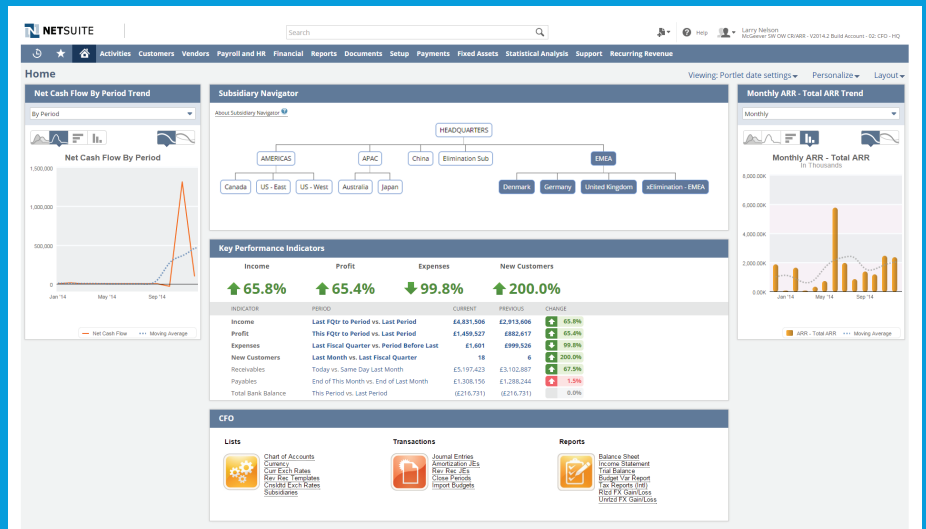 NETSUITE
Search
Help
Larry Nelson
McGeever SW OW CR/ARR - V2014.2 Build Account - 02: CFO - HQ
Activities Customers Vendors Payroll and HR Financial Reports Documents Setup Payments Fixed Assets Statistical Analysis Support Recurring Revenue
Home
Viewing: Portlet date settings Personalize Layout
Net Cash Flow By Period Trend
By Period
Net Cash Flow By Period
1,500,000
1,000,000
500,000
0
Jan '14 May '14 Sep '14
Net Cash Flow Moving Average
Subsidiary Navigator
About Subsidiary Navigator
HEADQUARTERS
AMERICAS APAC China Elimination Sub EMEA
Canada US - East US - West Australia Japan Denmark Germany United Kingdom xElimination - EMEA
Key Performance Indicators
Income Profit Expenses New Customers
65.8% 65.4% 99.8% 200.0%
INDICATOR PERIOD CURRENT PREVIOUS CHANGE
Income Last FQtr to Period vs. Last Period £4,831,506 £2,913,606 65.8%
Profit This FQtr to Period vs. Last Period £1,459,527 £882,617 65.4%
Expenses Last Fiscal Quarter vs. Period Before Last £1,601 £999,526 99.8%
New Customers Last Month vs. Last Fiscal Quarter 18 6 200.0%
Receivables Today vs. Same Day Last Month £5,197,423 £3,102,887 67.5%
Payables End of This Month vs. End of Last Month £1,308,156 £1,288,244 1.5%
Total Bank Balance This Period vs. Last Period (£216,731) (£216,731) 0.0%
CFO
Lists
Chart of Accounts
Currency
Curr Exch Rates
Rev Rec Templates
Cnsldtd Exch Rates
Subsidiaries
Transactions
Journal Entries
Amortization JEs
Rev Rec JEs
Close Periods
Import Budgets
Reports
Balance Sheet
Income Statement
Trial Balance
Budget Var Report
Tax Reports (Intl)
Rlzd FX Gain/Loss
Unrlzd FX Gain/Loss
Monthly ARR - Total ARR Trend
Monthly
Monthly ARR - Total ARR
In Thousands
8,000.00K
6,000.00K
4,000.00K
2,000.00K
0.00K
Jan '14 May '14 Sep '14
ARR - Total ARR Moving Average